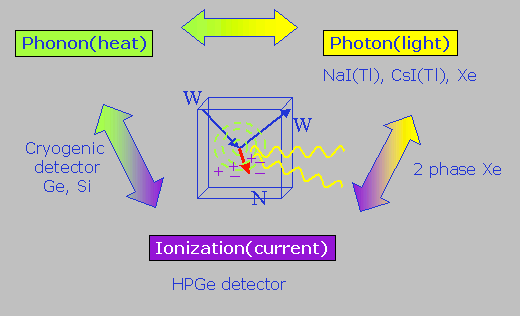 Phonon(heat)
Photon(light)
NaI(Tl), CsI(Tl), Xe
W
W
Cryogenic
detector
Ge, Si
+ +
−
+ + −
− N
2 phase Xe
Ionization(current)
HPGe detector